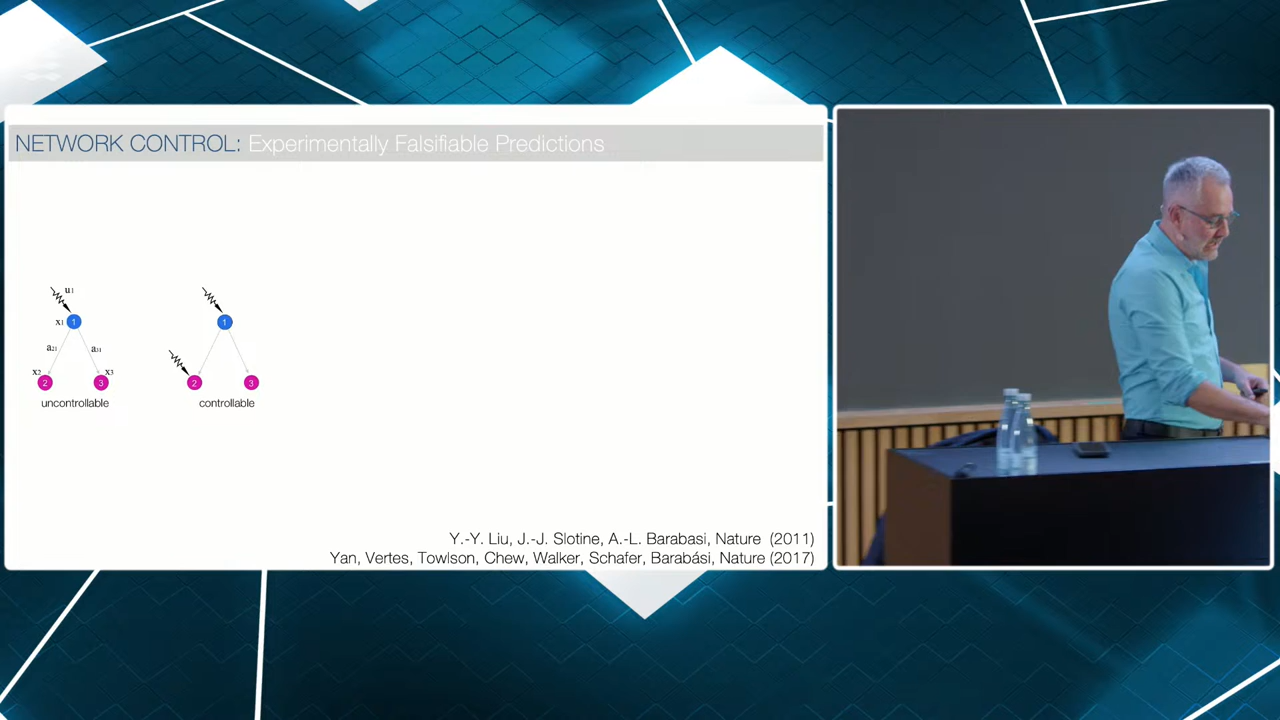 NETWORK CONTROL: Experimentally Falsifiable Predictions
u1
x1 1
1
a21 a31
x2 x3
2 3
2 3
uncontrollable
controllable
Y.-Y. Liu, J.-J. Slotine, A.-L. Barabasi, Nature (2011)
Yan, Vertes, Towlson, Chew, Walker, Schafer, Barabási, Nature (2017)